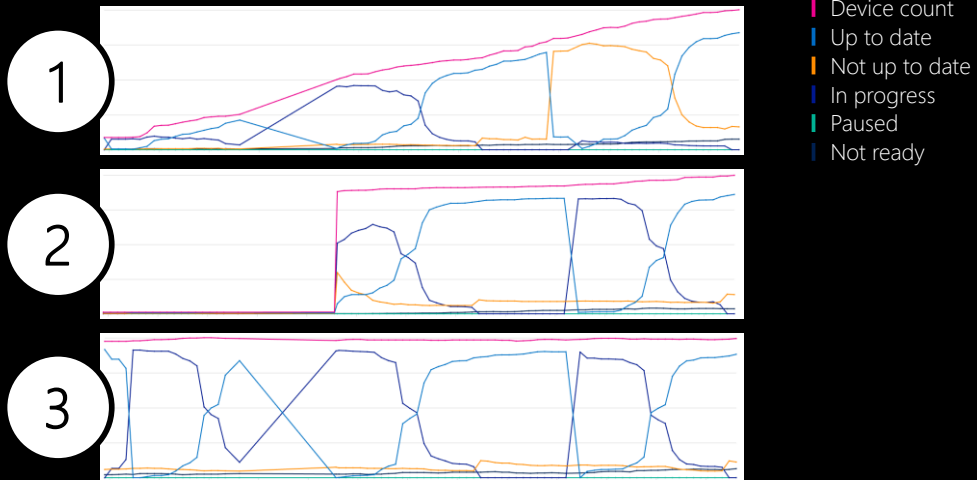 1
2
3
Device count
Up to date
Not up to date
In progress
Paused
Not ready